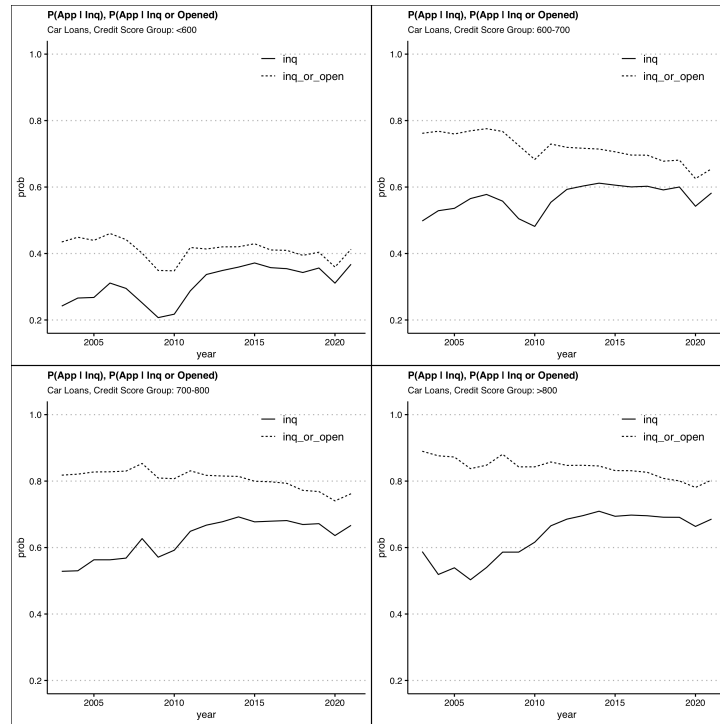 P(App | Inq), P(App | Inq or Opened)
Car Loans, Credit Score Group: <600
inq
inq_or_open
1.0
0.8
0.6
0.4
0.2
prob
2005 2010 2015 2020
year
P(App | Inq), P(App | Inq or Opened)
Car Loans, Credit Score Group: 600-700
inq
inq_or_open
1.0
0.8
0.6
0.4
0.2
prob
2005 2010 2015 2020
year
P(App | Inq), P(App | Inq or Opened)
Car Loans, Credit Score Group: 700-800
inq
inq_or_open
1.0
0.8
0.6
0.4
0.2
prob
2005 2010 2015 2020
year
P(App | Inq), P(App | Inq or Opened)
Car Loans, Credit Score Group: >800
inq
inq_or_open
1.0
0.8
0.6
0.4
0.2
prob
2005 2010 2015 2020
year